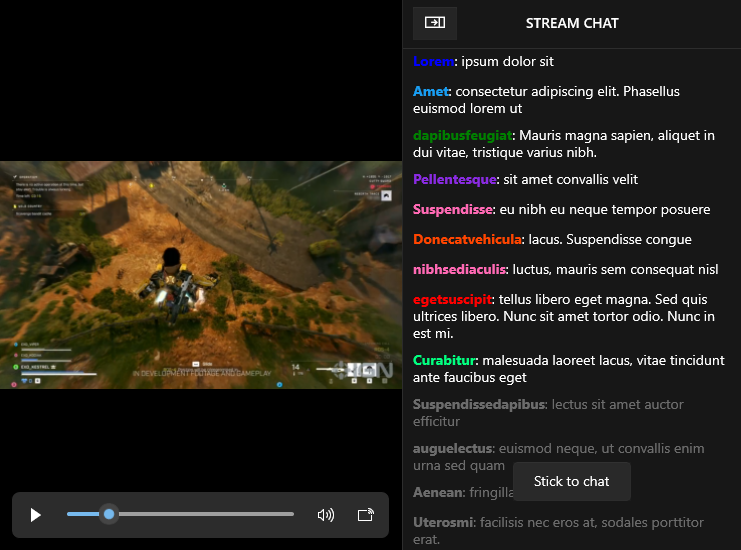 STREAM CHAT
Lorem: ipsum dolor sit
Amet: consectetur adipiscing elit. Phasellus
euismod lorem ut
dapibusfeugiat: Mauris magna sapien, aliquet in
dui vitae, tristique varius nibh.
Pellentesque: sit amet convallis velit
Suspendisse: eu nibh eu neque tempor posuere
Donecatvehicula: lacus. Suspendisse congue
nibhsediaculis: luctus, mauris sem consequat nisl
egetsuscipit: tellus libero eget magna. Sed quis
ultrices libero. Nunc sit amet tortor odio. Nunc in
est mi.
Curabitur: malesuada laoreet lacus, vitae tincidunt
ante faucibus eget
Suspendissedapibus: lectus sit amet auctor
efficitur
auguelectus: euismod neque, ut convallis enim
urna sed quam
Aenean: fringilla
Stick to chat
Uterosmi: facilisis nec eros at, sodales porttitor
erat.
14
IN DEVELOPMENT FOOTAGE AND GAMEPLAY
IGN